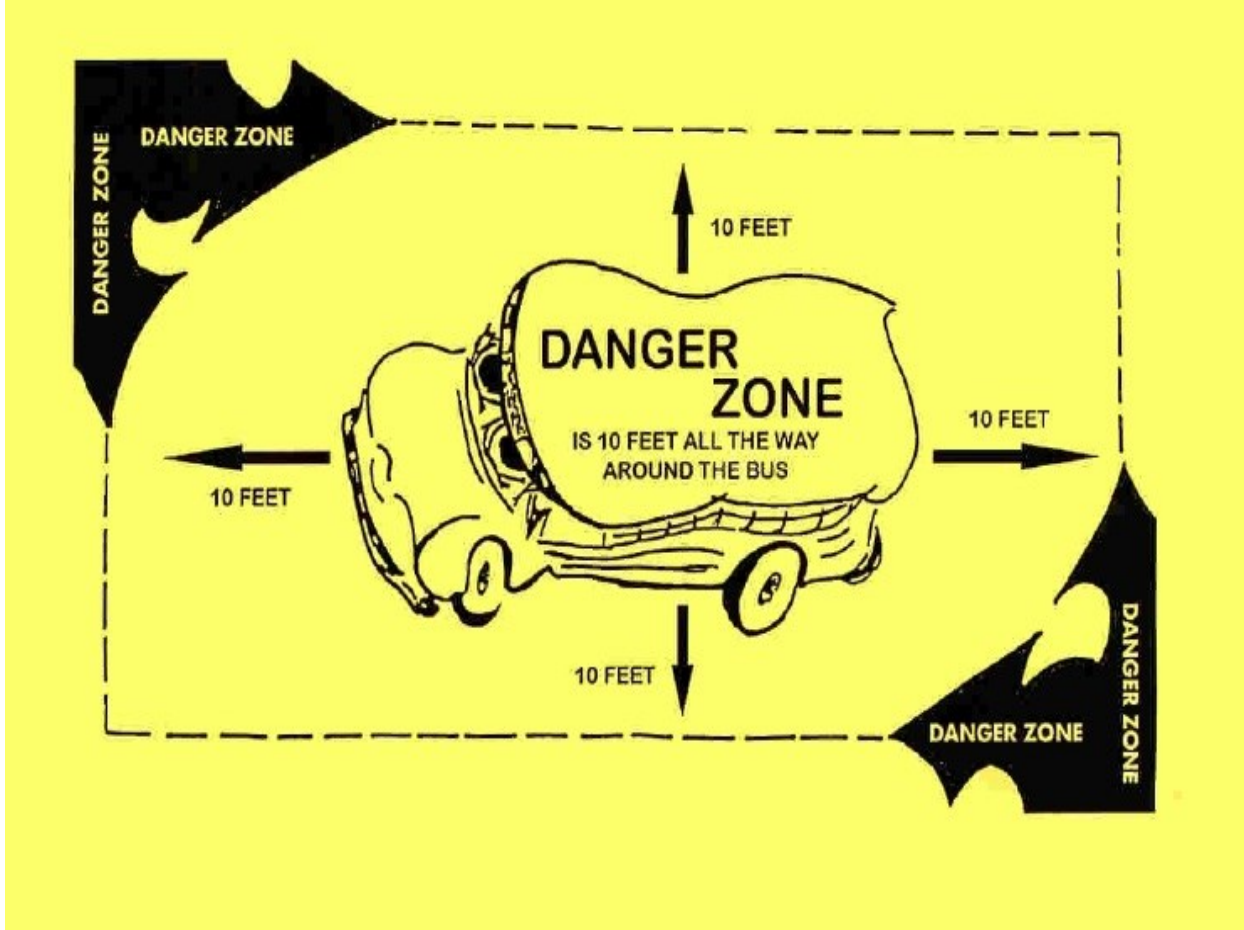 DANGER ZONE
DANGER ZONE
10 FEET
DANGER
ZONE
IS 10 FEET ALL THE WAY
AROUND THE BUS
10 FEET
10 FEET
10 FEET
DANGER ZONE
DANGER ZONE